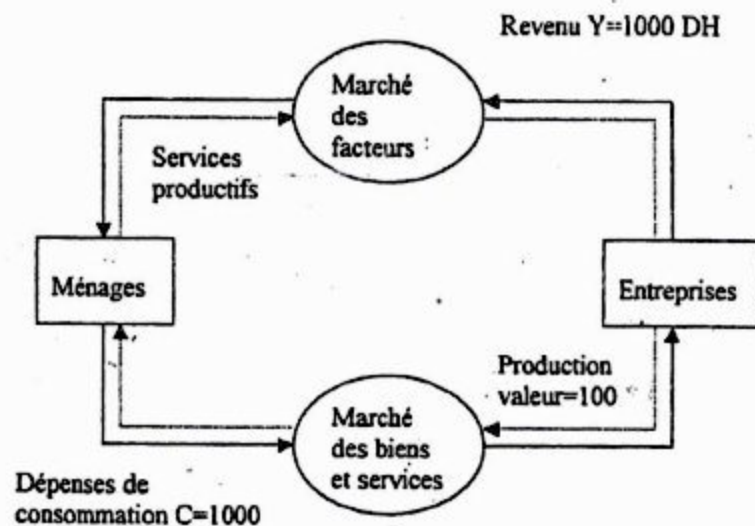 Revenu Y=1000 DH
Marché
des
facteurs
Services
productifs
Ménages
Entreprises
Production
valeur=100
Marché
des biens
et services
Dépenses de
consommation C=1000